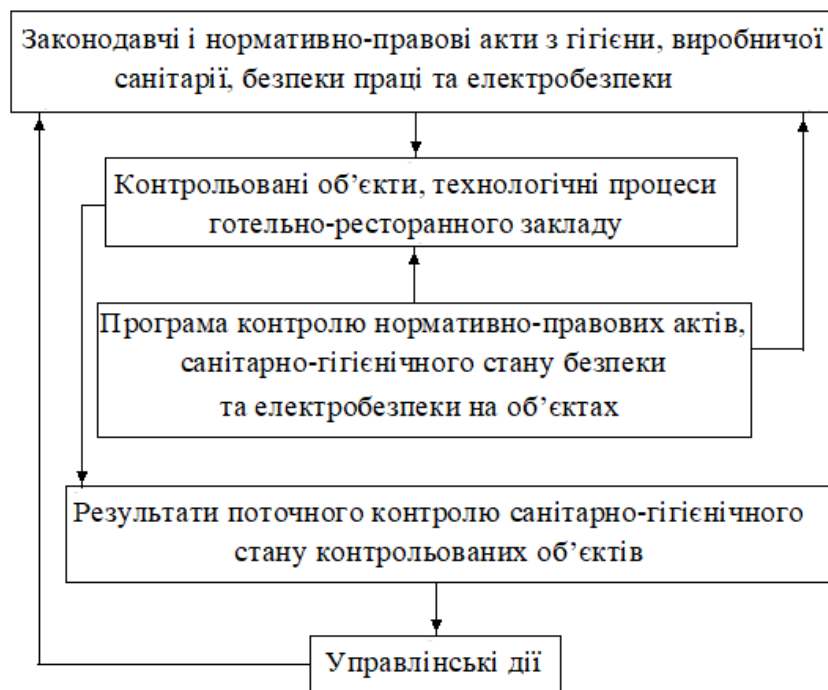 Законодавчі і нормативно-правові акти з гігієни, виробничої
санітарії, безпеки праці та електробезпеки
Контрольовані об’єкти, технологічні процеси
готельно-ресторанного закладу
Програма контролю нормативно-правових актів,
санітарно-гігієнічного стану безпеки
та електробезпеки на об’єктах
Результати поточного контролю санітарно-гігієнічного
стану контрольованих об’єктів
Управлінські дії